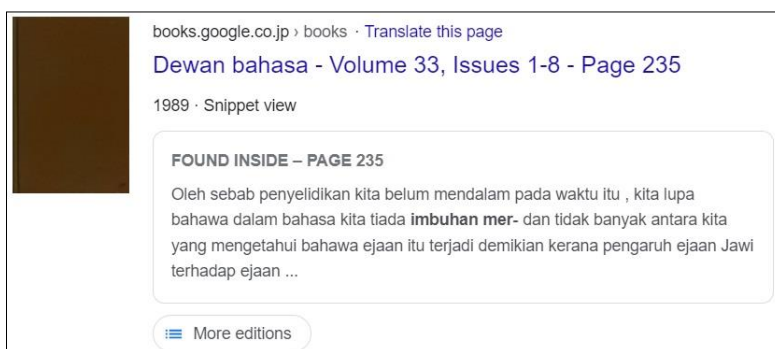 books.google.co.jp › books · Translate this page
Dewan bahasa - Volume 33, Issues 1-8 - Page 235
1989 · Snippet view
FOUND INSIDE – PAGE 235
Oleh sebab penyelidikan kita belum mendalam pada waktu itu , kita lupa
bahawa dalam bahasa kita tiada imbuhan mer- dan tidak banyak antara kita
yang mengetahui bahawa ejaan itu terjadi demikian kerana pengaruh ejaan Jawi
terhadap ejaan ...
More editions